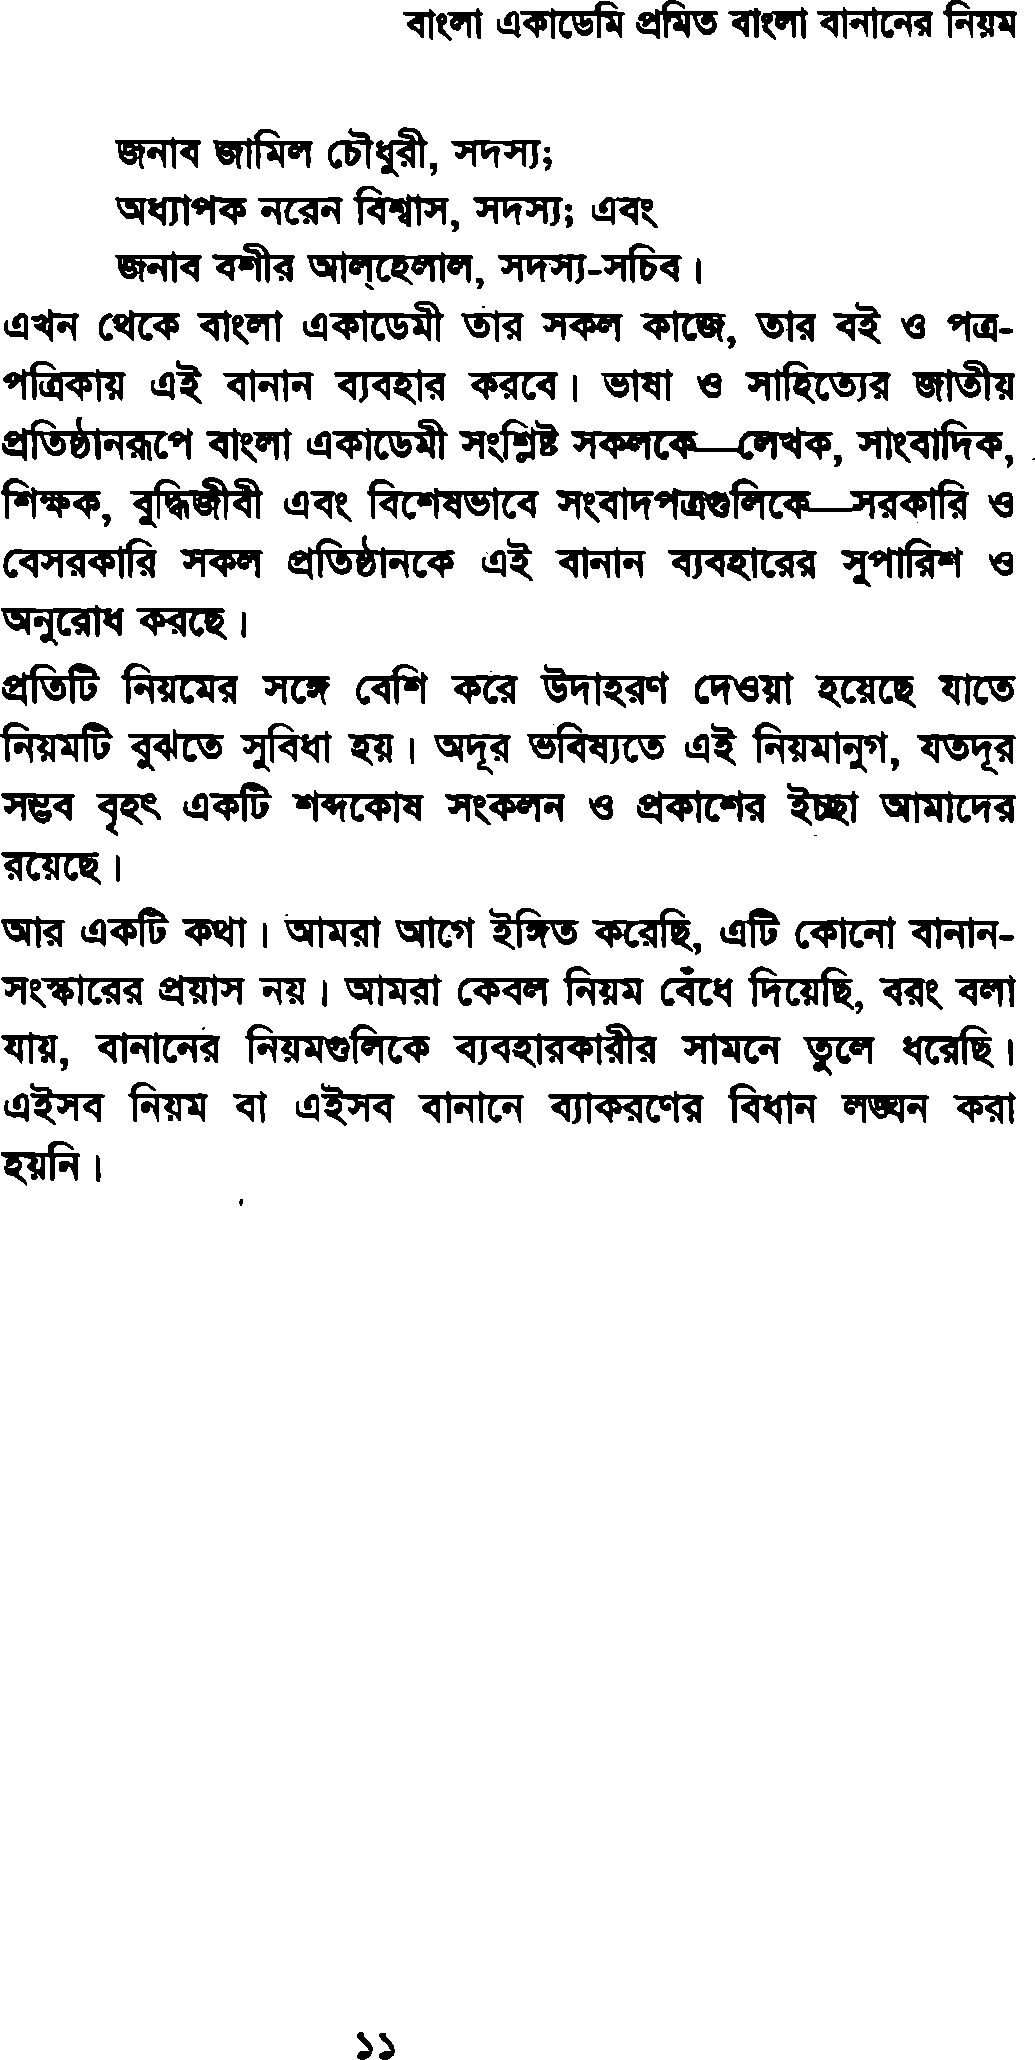 বাংলা একাডেমি প্রমিত বাংলা বানানের নিয়ম
জনাব জামিল চৌধুরী, সদস্য;
অধ্যাপক নরেন বিশ্বাস, সদস্য; এবং
জনাব বশীর আল্‌হেলাল, সদস্য-সচিব।
এখন থেকে বাংলা একাডেমী তার সকল কাজে, তার বই ও পত্র-
পত্রিকায় এই বানান ব্যবহার করবে। ভাষা ও সাহিত্যের জাতীয়
প্রতিষ্ঠানরূপে বাংলা একাডেমী সংশ্লিষ্ট সকলকে—লেখক, সাংবাদিক,
শিক্ষক, বুদ্ধিজীবী এবং বিশেষভাবে সংবাদপত্রগুলিকে—সরকারি ও
বেসরকারি সকল প্রতিষ্ঠানকে এই বানান ব্যবহারের সুপারিশ ও
অনুরোধ করছে।
প্রতিটি নিয়মের সঙ্গে বেশি করে উদাহরণ দেওয়া হয়েছে যাতে
নিয়মটি বুঝতে সুবিধা হয়। অদূর ভবিষ্যতে এই নিয়মানুগ, যতদূর
সম্ভব বৃহৎ একটি শব্দকোষ সংকলন ও প্রকাশের ইচ্ছা আমাদের
রয়েছে।
আর একটি কথা। আমরা আগে ইঙ্গিত করেছি, এটি কোনো বানান-
সংস্কারের প্রয়াস নয়। আমরা কেবল নিয়ম বেঁধে দিয়েছি, বরং বলা
যায়, বানানের নিয়মগুলিকে ব্যবহারকারীর সামনে তুলে ধরেছি।
এইসব নিয়ম বা এইসব বানানে ব্যাকরণের বিধান লঙ্ঘন করা
হয়নি।
১১